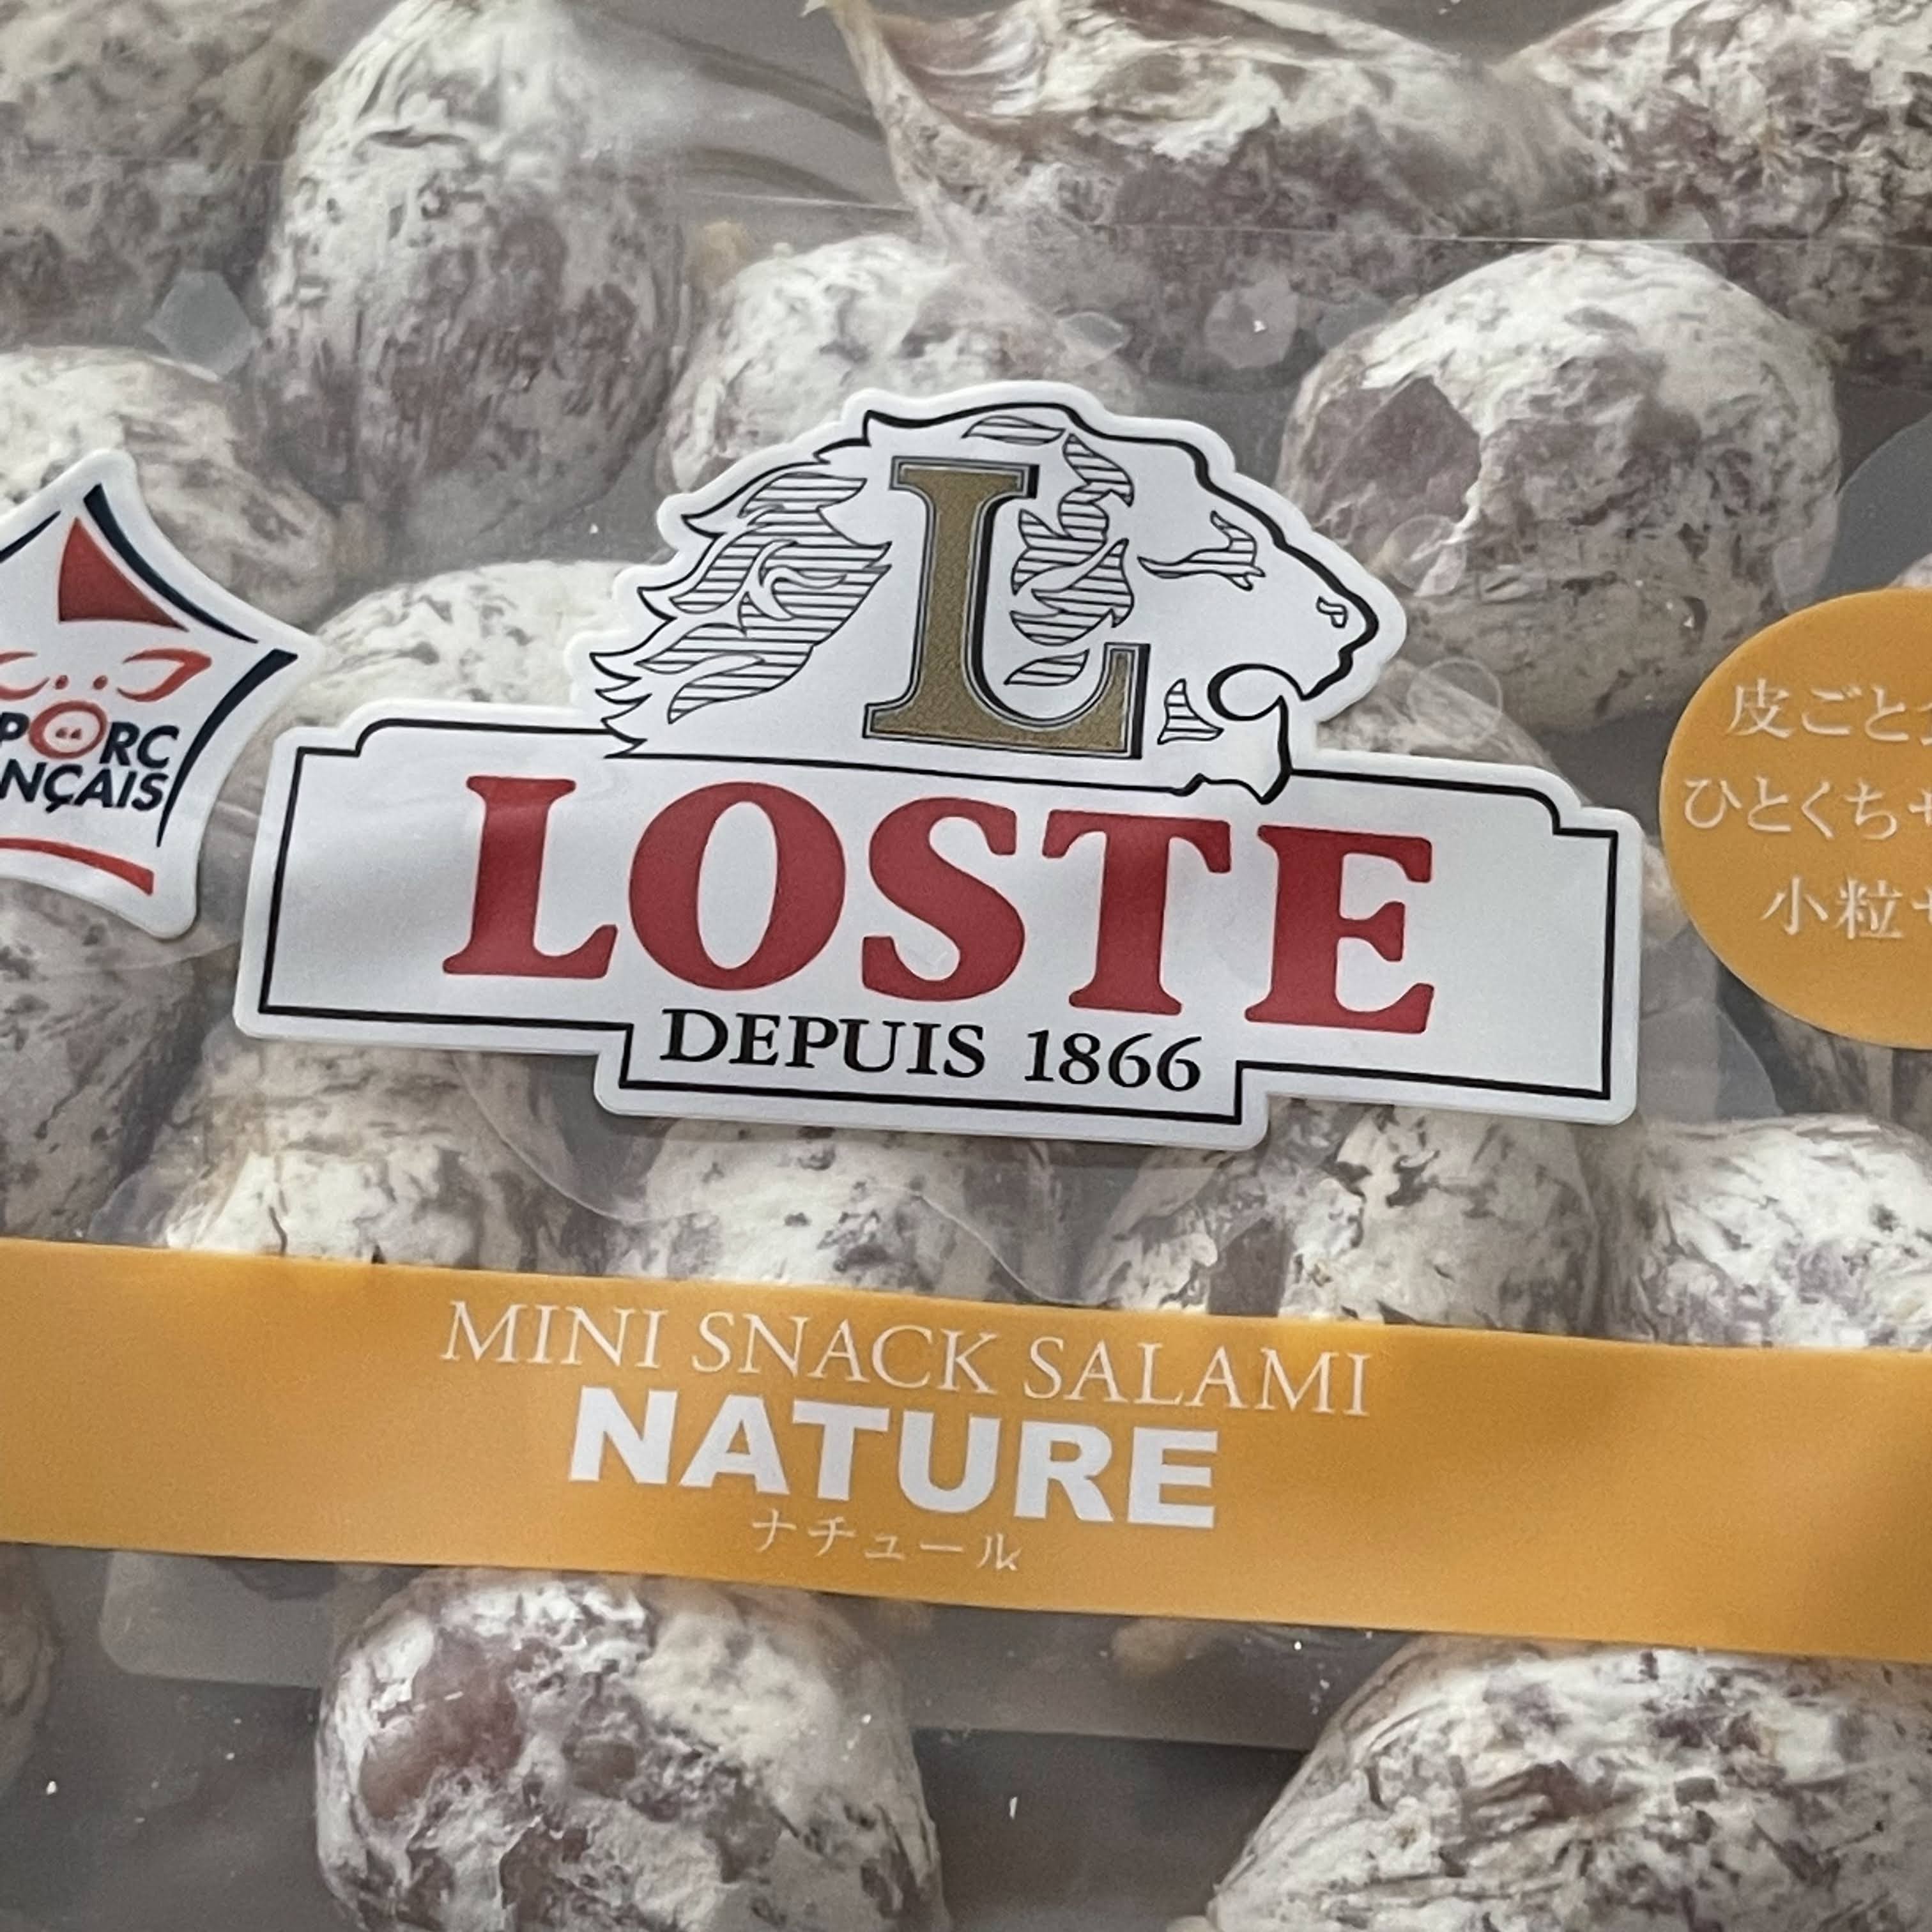 L
PORC
LOSTE
DEPUIS 1866
皮ごと
ひとくち
小粒
MINI SNACK SALAMI
NATURE
ナチュール